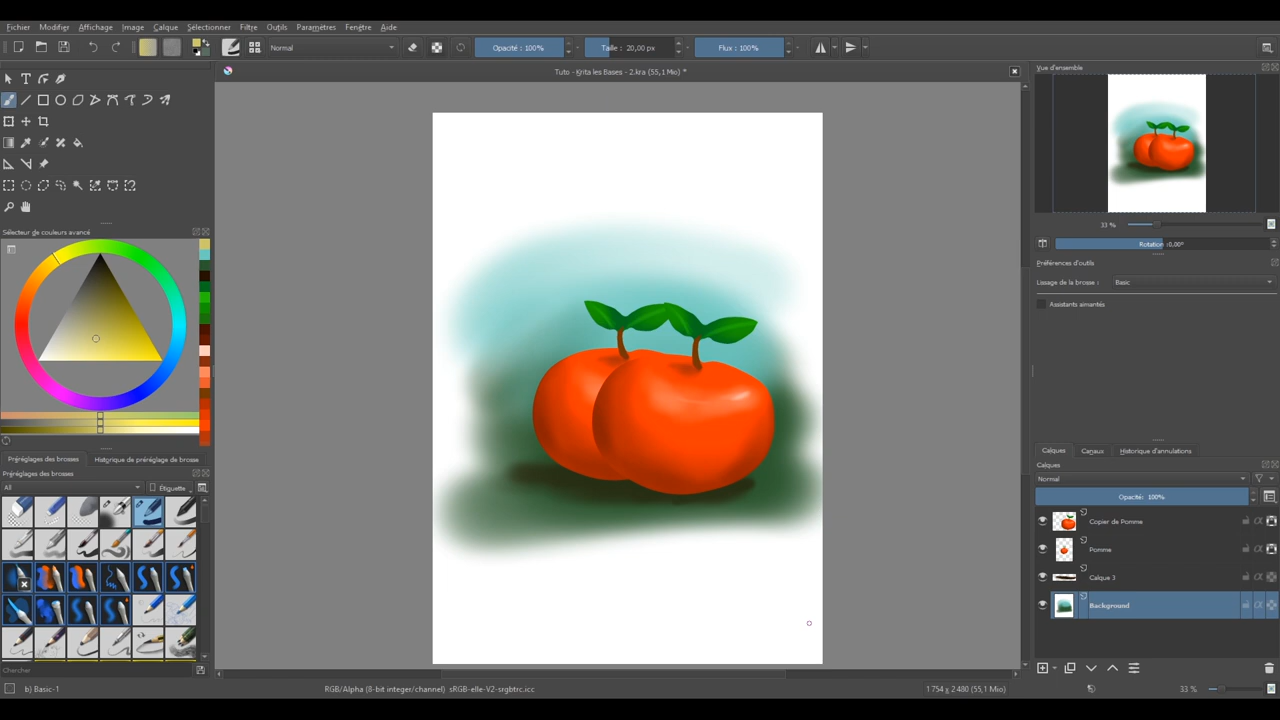 Fichier Modifier Affichage Image Calque Sélectionner Filtre Outils Paramètres Fenêtre Aide
Normal Opacité : 100% Taille : 20,00 px Flux : 100%
Tuto - Krita les Bases - 2.kra (55,1 Mio) *
Vue d'ensemble
33 %
Rotation : 0,00°
Sélecteur de couleurs avancé
Préférences d'outils
Lissage de la brosse : Basic
Assistants aimantés
Préréglages des brosses Historique de préréglage de brosse
Préréglages des brosses
All Étiquette
Chercher
Calques Canaux Historique d'annulations
Calques
Normal
Opacité: 100%
Copier de Pomme
Pomme
Calque 3
Background
b) Basic-1 RGB/Alpha (8-bit integer/channel) sRGB-elle-V2-srgbtrc.icc 1 754 x 2 480 (55,1 Mio) 33 %